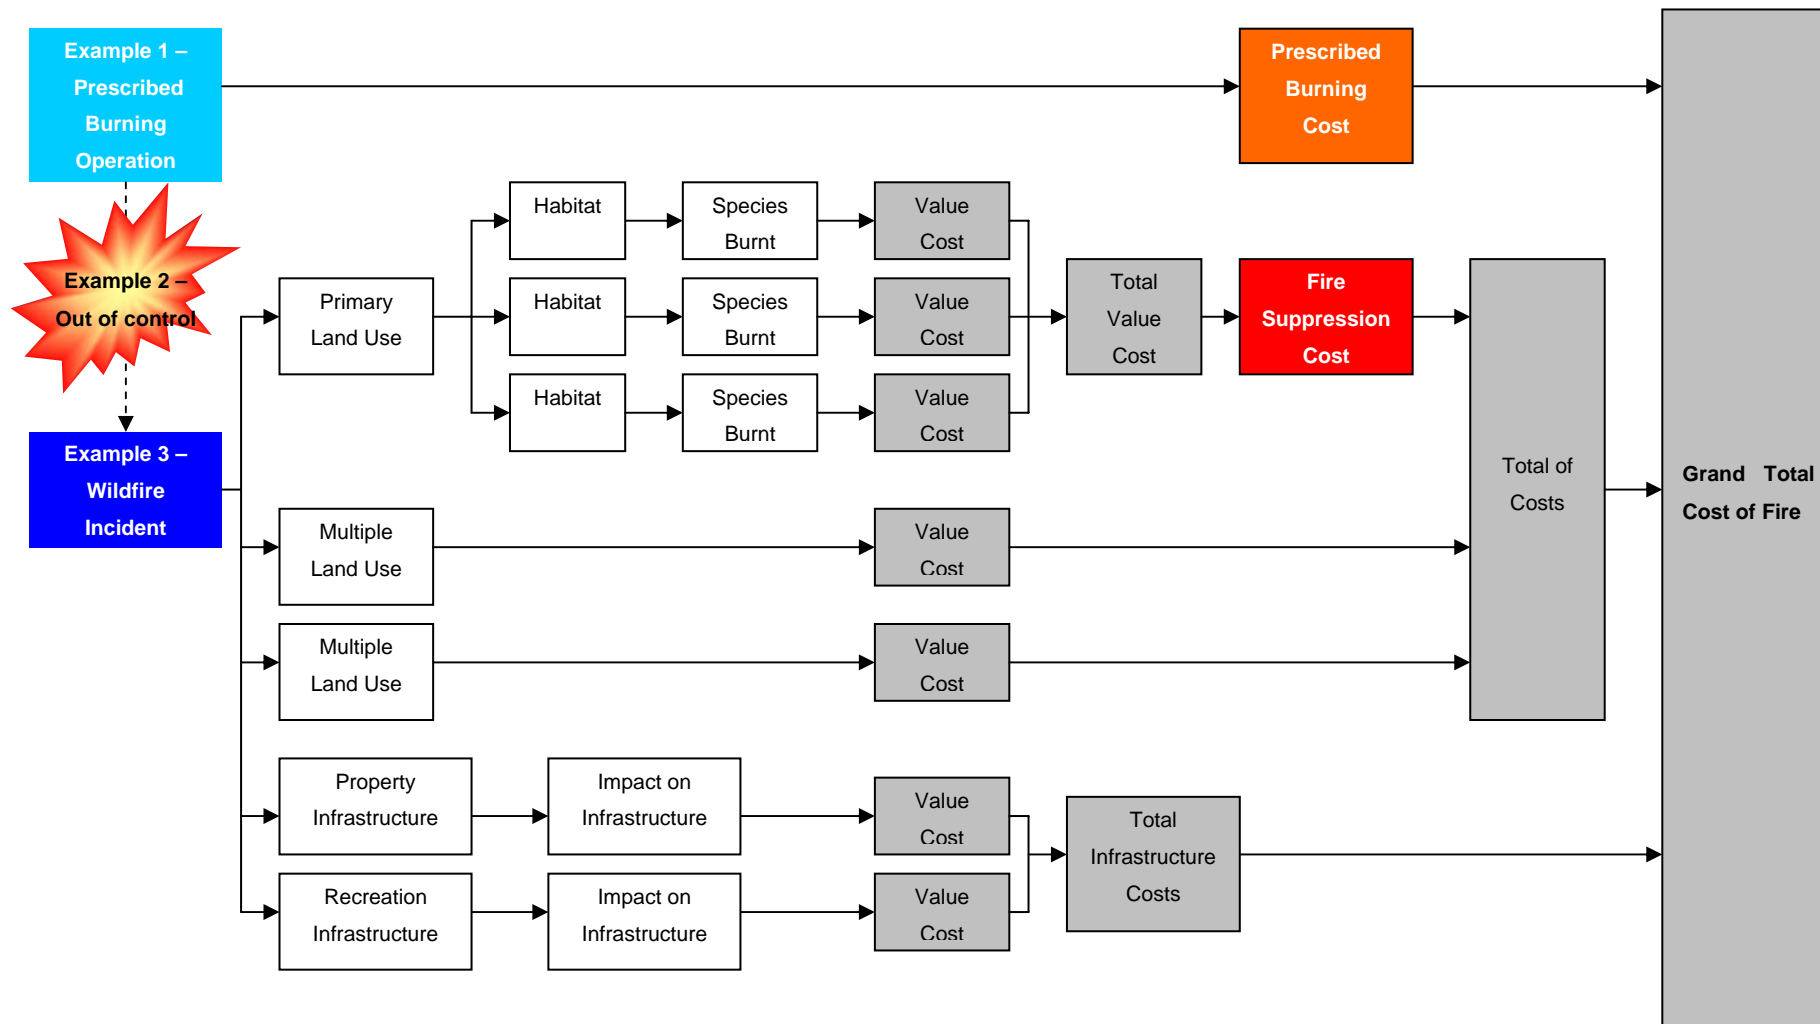 Example 1 –
Prescribed
Burning
Operation
Prescribed
Burning
Cost
Example 2 –
Out of control
Habitat
Species
Burnt
Value
Cost
Primary
Land Use
Habitat
Species
Burnt
Value
Cost
Total
Value
Cost
Fire
Suppression
Cost
Habitat
Species
Burnt
Value
Cost
Example 3 –
Wildfire
Incident
Total of
Costs
Grand Total
Cost of Fire
Multiple
Land Use
Value
Cost
Multiple
Land Use
Value
Cost
Property
Infrastructure
Impact on
Infrastructure
Value
Cost
Total
Infrastructure
Costs
Recreation
Infrastructure
Impact on
Infrastructure
Value
Cost